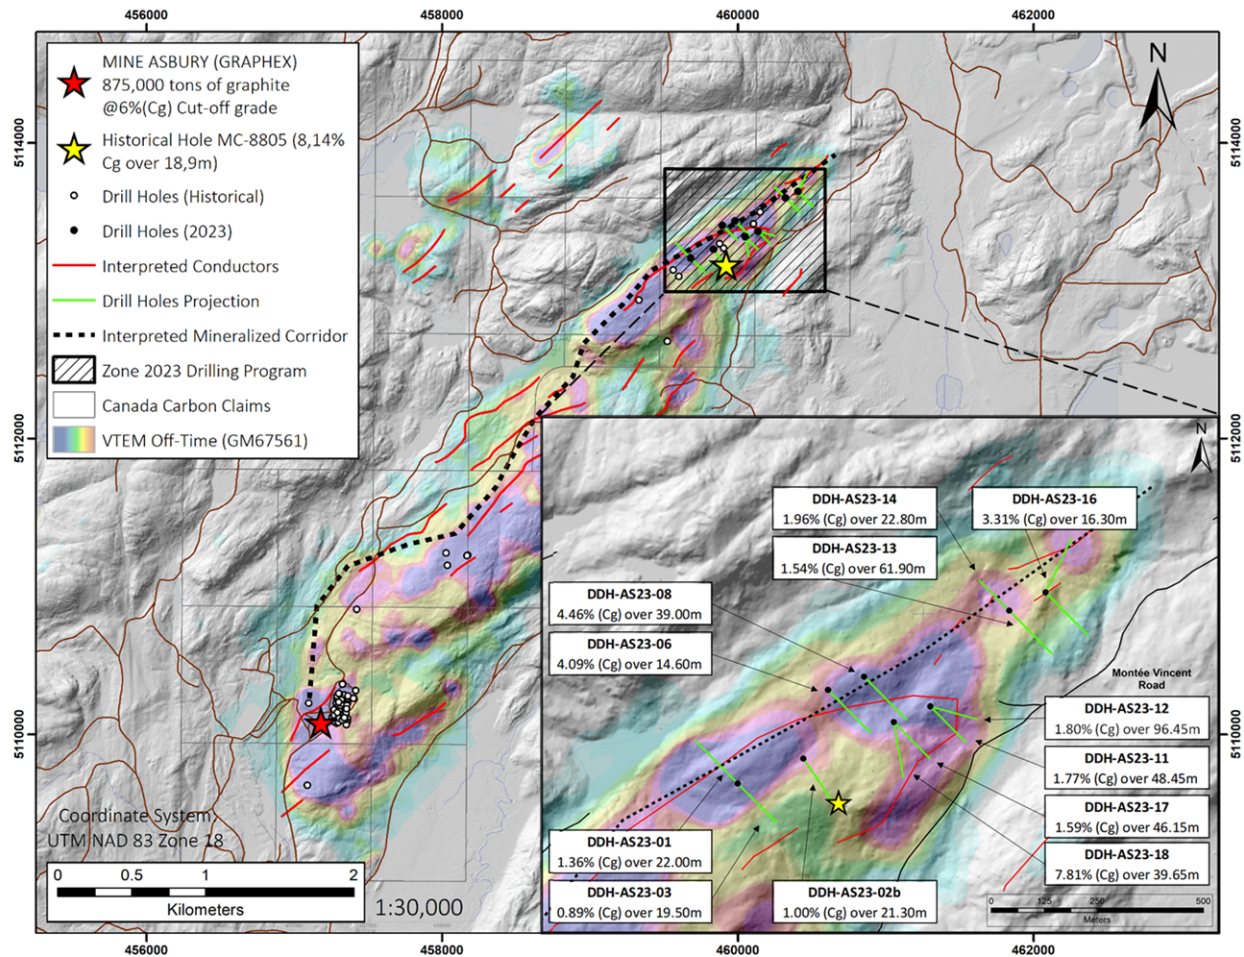 456000
458000
460000
462000
MINE ASBURY (GRAPHEX)
875,000 tons of graphite
@6%(Cg) Cut-off grade
Historical Hole MC-8805 (8,14%
Cg over 18,9m)
Drill Holes (Historical)
Drill Holes (2023)
Interpreted Conductors
Drill Holes Projection
Interpreted Mineralized Corridor
Zone 2023 Drilling Program
Canada Carbon Claims
VTEM Off-Time (GM67561)
N
5114000
5114000
5112000
5112000
5110000
5110000
N
DDH-AS23-14
1.96% (Cg) over 22.80m
DDH-AS23-16
3.31% (Cg) over 16.30m
DDH-AS23-13
1.54% (Cg) over 61.90m
DDH-AS23-08
4.46% (Cg) over 39.00m
DDH-AS23-06
4.09% (Cg) over 14.60m
Montée Vincent
Road
DDH-AS23-12
1.80% (Cg) over 96.45m
DDH-AS23-11
1.77% (Cg) over 48.45m
DDH-AS23-17
1.59% (Cg) over 46.15m
DDH-AS23-18
7.81% (Cg) over 39.65m
DDH-AS23-01
1.36% (Cg) over 22.00m
DDH-AS23-03
0.89% (Cg) over 19.50m
DDH-AS23-02b
1.00% (Cg) over 21.30m
0 125 250 500
Meters
Coordinate System:
UTM NAD 83 Zone 18
0 0.5 1 2
Kilometers
1:30,000
456000
458000
460000
462000